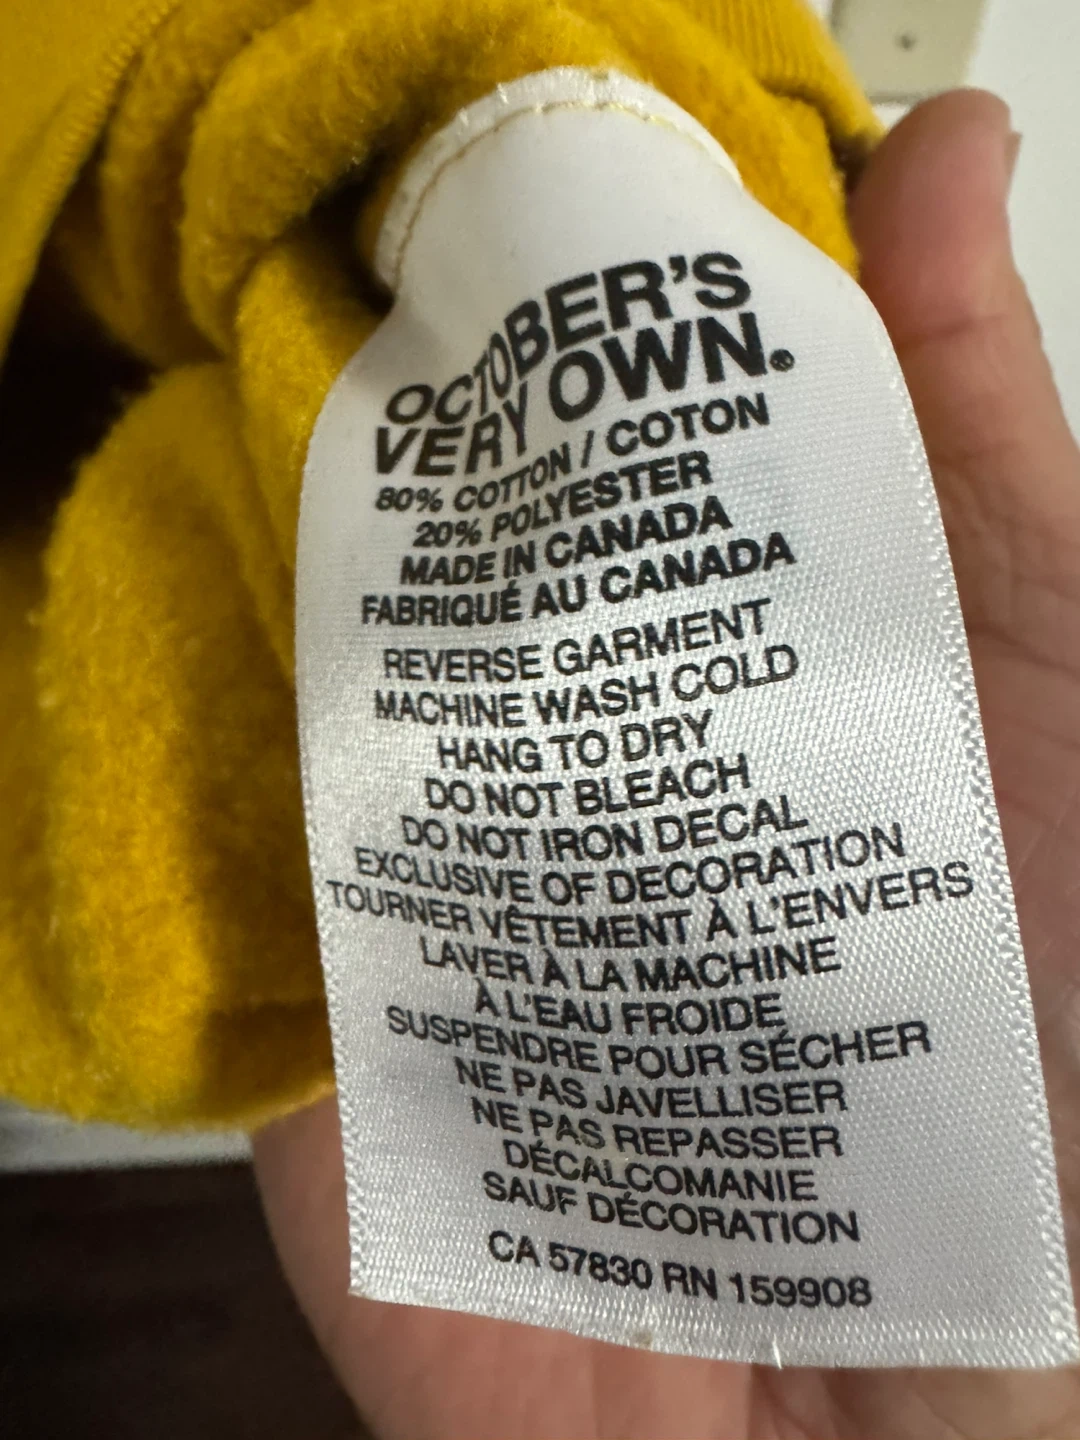 OCTOBER'S
VERY OWN.®
80% COTTON / COTON
20% POLYESTER
MADE IN CANADA
FABRIQUÉ AU CANADA
REVERSE GARMENT
MACHINE WASH COLD
HANG TO DRY
DO NOT BLEACH
DO NOT IRON DECAL
EXCLUSIVE OF DECORATION
TOURNER VÊTEMENT À L'ENVERS
LAVER À LA MACHINE
À L'EAU FROIDE
SUSPENDRE POUR SÉCHER
NE PAS JAVELLISER
NE PAS REPASSER
DÉCALCOMANIE
SAUF DÉCORATION
CA 57830 RN 159908